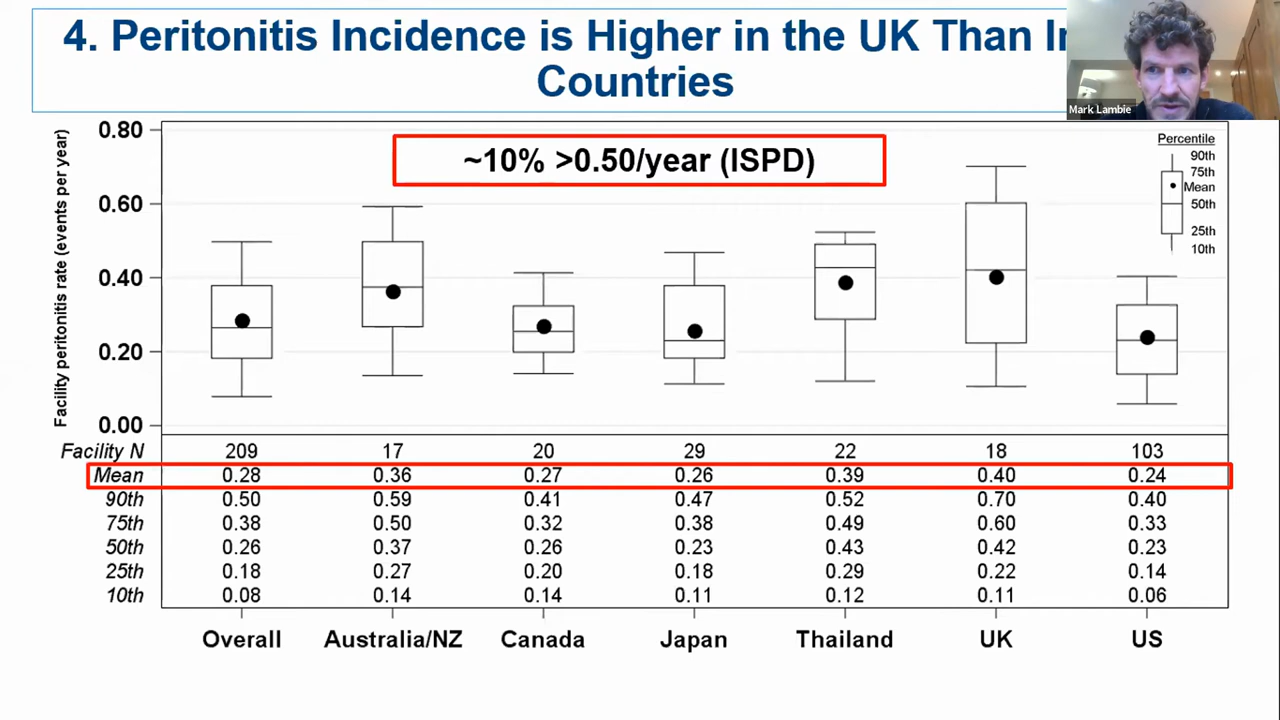 4. Peritonitis Incidence is Higher in the UK Than
Countries
Mark Lambie
Facility peritonitis rate (events per year)
0.80
0.60
0.40
0.20
0.00
~10% >0.50/year (ISPD)
Percentile
90th
75th
Mean
50th
25th
10th
Facility N 209 17 20 29 22 18 103
Mean 0.28 0.36 0.27 0.26 0.39 0.40 0.24
90th 0.50 0.59 0.41 0.47 0.52 0.70 0.40
75th 0.38 0.50 0.32 0.38 0.49 0.60 0.33
50th 0.26 0.37 0.26 0.23 0.43 0.42 0.23
25th 0.18 0.27 0.20 0.18 0.29 0.22 0.14
10th 0.08 0.14 0.14 0.11 0.12 0.11 0.06
Overall Australia/NZ Canada Japan Thailand UK US